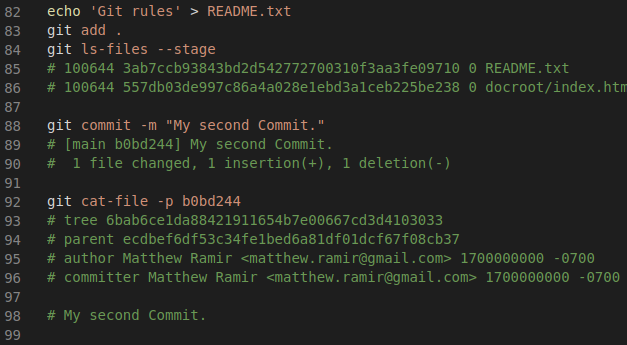 82 echo 'Git rules' > README.txt
83 git add .
84 git ls-files --stage
85 # 100644 3ab7ccb93843bd2d542772700310f3aa3fe09710 0 README.txt
86 # 100644 557db03de997c86a4a028e1ebd3a1ceb225be238 0 docroot/index.htm
87
88 git commit -m "My second Commit."
89 # [main b0bd244] My second Commit.
90 #  1 file changed, 1 insertion(+), 1 deletion(-)
91
92 git cat-file -p b0bd244
93 # tree 6bab6ce1da88421911654b7e00667cd3d4103033
94 # parent ecdbef6df53c34fe1bed6a81df01dcf67f08cb37
95 # author Matthew Ramir <matthew.ramir@gmail.com> 1700000000 -0700
96 # committer Matthew Ramir <matthew.ramir@gmail.com> 1700000000 -0700
97
98 # My second Commit.
99